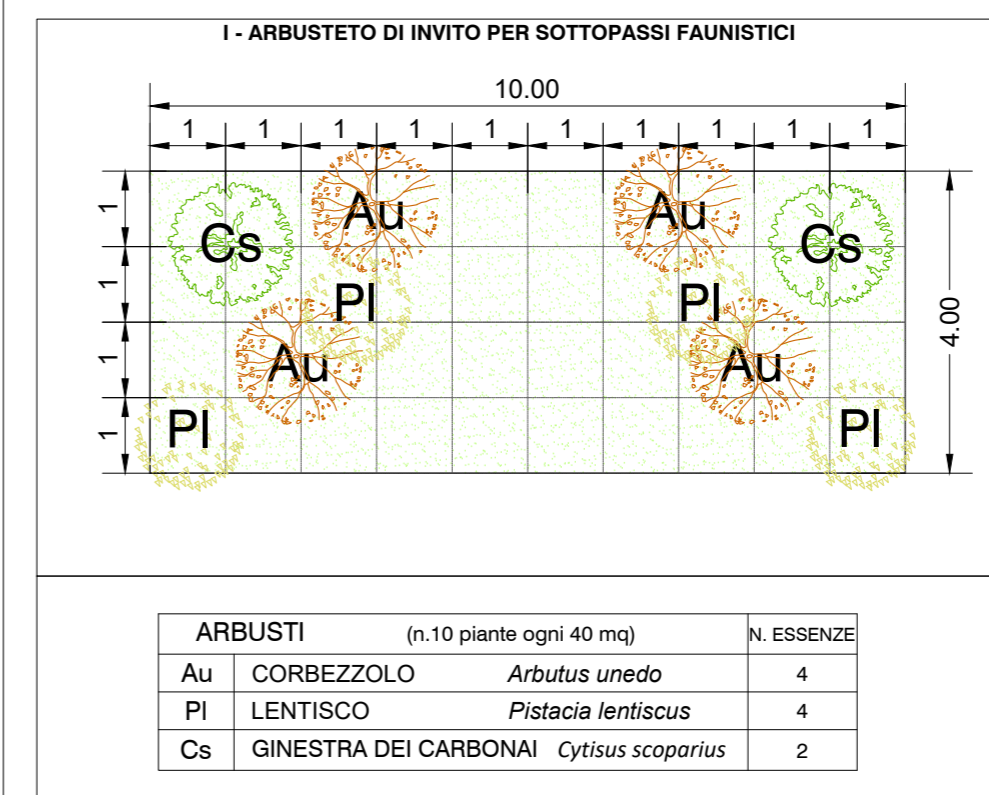 I - ARBUSTETO DI INVITO PER SOTTOPASSI FAUNISTICI
10.00
1 1 1 1 1 1 1 1 1 1
Au Au
1
Cs Cs
1
Pl Pl
4.00
1
Au Au
1
Pl Pl
ARBUSTI (n.10 piante ogni 40 mq) N. ESSENZE
Au CORBEZZOLO Arbutus unedo 4
Pl LENTISCO Pistacia lentiscus 4
Cs GINESTRA DEI CARBONAI Cytisus scoparius 2